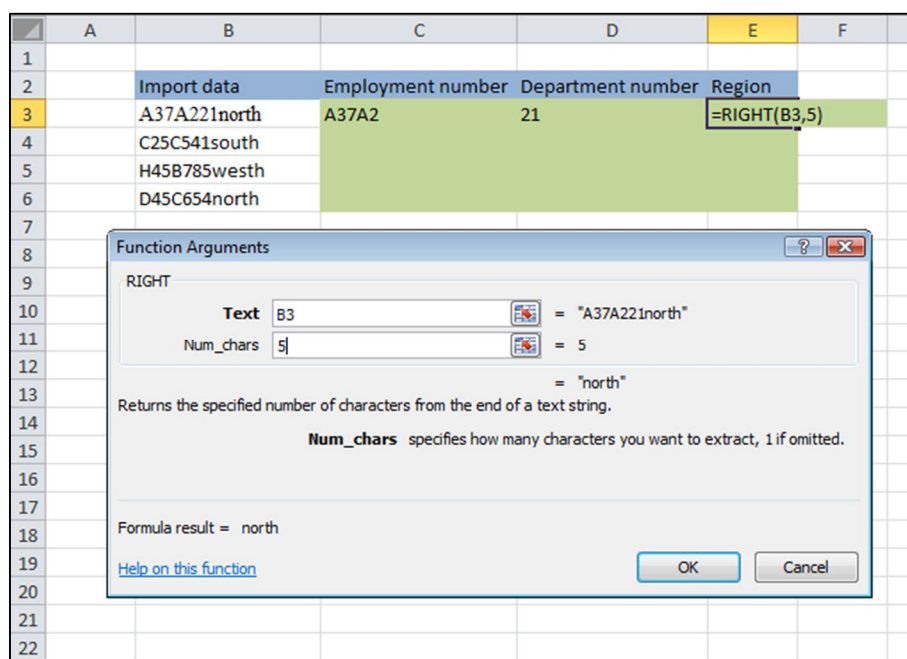 A B C D E F
1
2 Import data Employment number Department number Region
3 A37A221north A37A2 21 =RIGHT(B3,5)
4 C25C541south
5 H45B785westh
6 D45C654north
7
8 Function Arguments ?
9 RIGHT
10 Text B3 = "A37A221north"
11 Num_chars 5 = 5
12 = "north"
13 Returns the specified number of characters from the end of a text string.
14
15 Num_chars specifies how many characters you want to extract, 1 if omitted.
16
17
18 Formula result = north
19 Help on this function OK Cancel
20
21
22